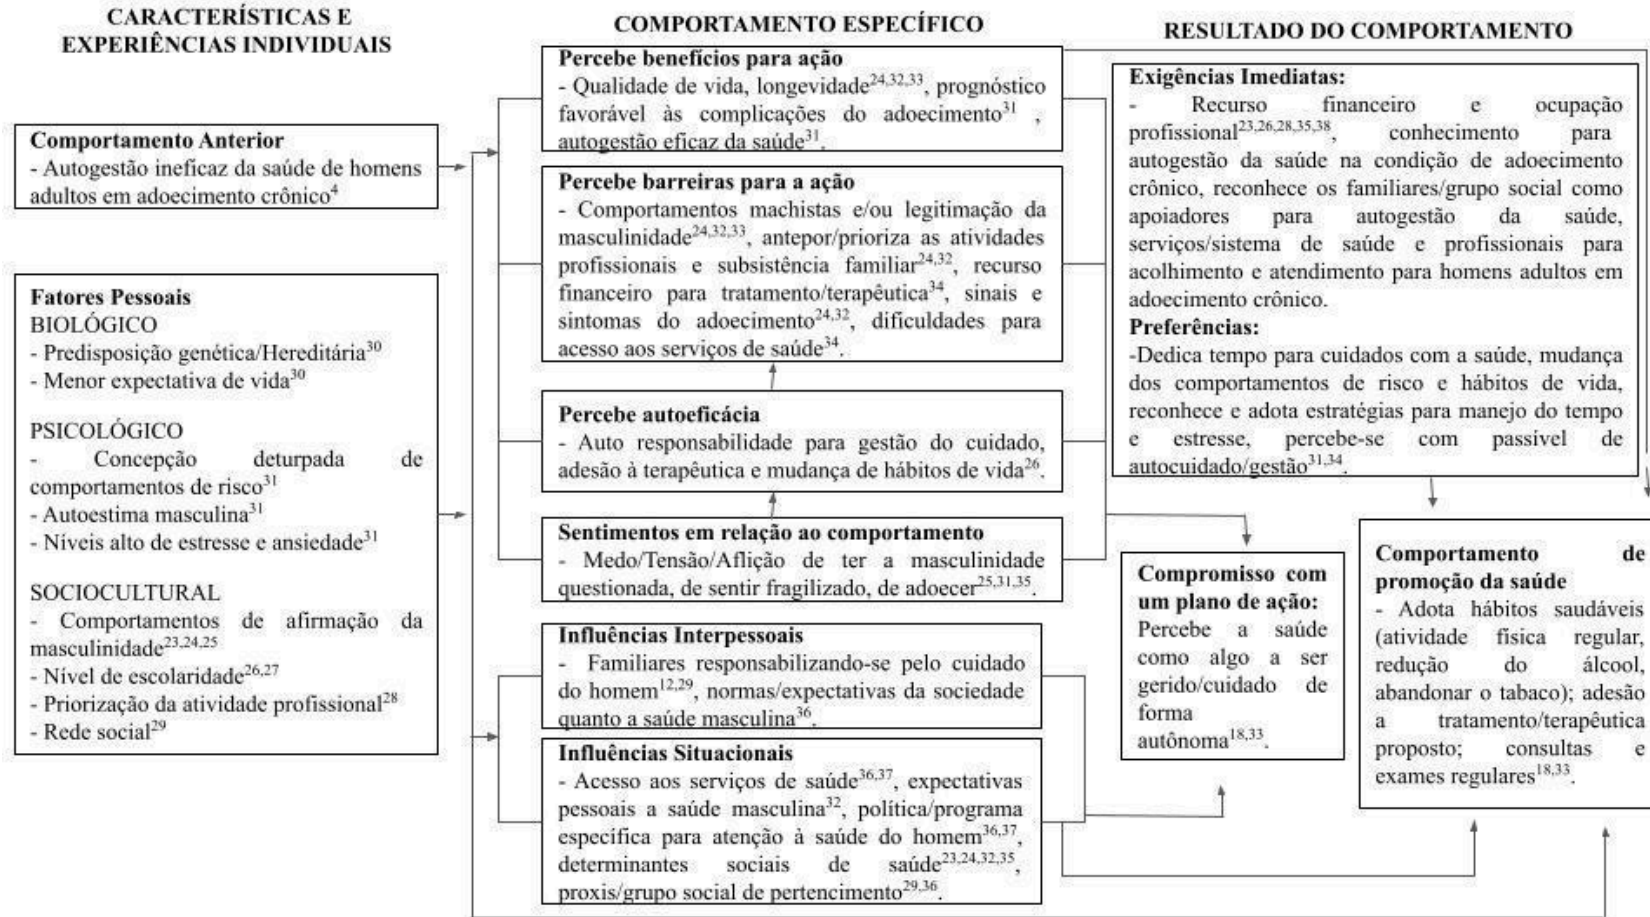 CARACTERÍSTICAS E
EXPERIÊNCIAS INDIVIDUAIS
Comportamento Anterior
- Autogestão ineficaz da saúde de homens
adultos em adoecimento crônico⁴
Fatores Pessoais
BIOLÓGICO
- Predisposição genética/Hereditária³⁰
- Menor expectativa de vida³⁰
PSICOLÓGICO
- Concepção deturpada de
comportamentos de risco³¹
- Autoestima masculina³¹
- Níveis alto de estresse e ansiedade³¹
SOCIOCULTURAL
- Comportamentos de afirmação da
masculinidade²³,²⁴,²⁵
- Nível de escolaridade²⁶,²⁷
- Priorização da atividade profissional²⁸
- Rede social²⁹
COMPORTAMENTO ESPECÍFICO
Percebe benefícios para ação
- Qualidade de vida, longevidade²⁴,³²,³³, prognóstico
favorável às complicações do adoecimento³¹ ,
autogestão eficaz da saúde³¹.
Percebe barreiras para a ação
- Comportamentos machistas e/ou legitimação da
masculinidade²⁴,³²,³³, antepor/prioriza as atividades
profissionais e subsistência familiar²⁴,³², recurso
financeiro para tratamento/terapêutica³⁴, sinais e
sintomas do adoecimento²⁴,³², dificuldades para
acesso aos serviços de saúde³⁴.
Percebe autoeficácia
- Auto responsabilidade para gestão do cuidado,
adesão à terapêutica e mudança de hábitos de vida²⁶.
Sentimentos em relação ao comportamento
- Medo/Tensão/Aflição de ter a masculinidade
questionada, de sentir fragilizado, de adoecer²⁵,³¹,³⁵.
Influências Interpessoais
- Familiares responsabilizando-se pelo cuidado
do homem¹²,²⁹, normas/expectativas da sociedade
quanto a saúde masculina³⁶.
Influências Situacionais
- Acesso aos serviços de saúde³⁶,³⁷, expectativas
pessoais a saúde masculina³², política/programa
específica para atenção à saúde do homem³⁶,³⁷,
determinantes sociais de saúde²³,²⁴,³²,³⁵,
proxis/grupo social de pertencimento²⁹,³⁶.
RESULTADO DO COMPORTAMENTO
Exigências Imediatas:
- Recurso financeiro e ocupação
profissional²³,²⁶,²⁸,³⁵,³⁸, conhecimento para
autogestão da saúde na condição de adoecimento
crônico, reconhece os familiares/grupo social como
apoiadores para autogestão da saúde,
serviços/sistema de saúde e profissionais para
acolhimento e atendimento para homens adultos em
adoecimento crônico.
Preferências:
-Dedica tempo para cuidados com a saúde, mudança
dos comportamentos de risco e hábitos de vida,
reconhece e adota estratégias para manejo do tempo
e estresse, percebe-se com passível de
autocuidado/gestão³¹,³⁴.
Compromisso com
um plano de ação:
Percebe a saúde
como algo a ser
gerido/cuidado de
forma
autônoma¹⁸,³³.
Comportamento de
promoção da saúde
- Adota hábitos saudáveis
(atividade física regular,
redução do álcool,
abandonar o tabaco); adesão
a tratamento/terapêutica
proposto; consultas e
exames regulares¹⁸,³³.